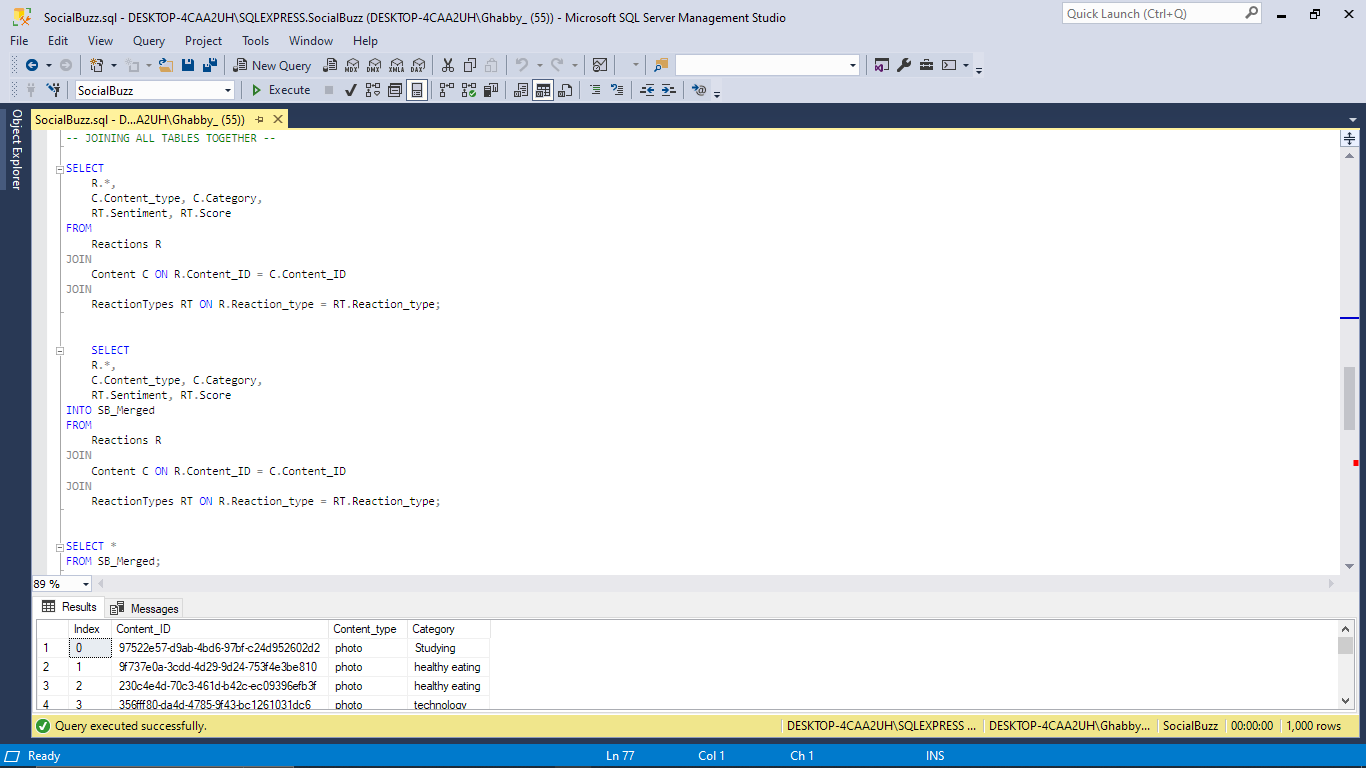 SocialBuzz.sql - DESKTOP-4CAA2UH\SQLEXPRESS.SocialBuzz (DESKTOP-4CAA2UH\Ghabby_ (55)) - Microsoft SQL Server Management Studio
Quick Launch (Ctrl+Q)
File Edit View Query Project Tools Window Help
New Query MDX DMX XMLA DAX
SocialBuzz Execute
Object Explorer
SocialBuzz.sql - D...A2UH\Ghabby_ (55))
-- JOINING ALL TABLES TOGETHER --
SELECT
R.*,
C.Content_type, C.Category,
RT.Sentiment, RT.Score
FROM
Reactions R
JOIN
Content C ON R.Content_ID = C.Content_ID
JOIN
ReactionTypes RT ON R.Reaction_type = RT.Reaction_type;
SELECT
R.*,
C.Content_type, C.Category,
RT.Sentiment, RT.Score
INTO SB_Merged
FROM
Reactions R
JOIN
Content C ON R.Content_ID = C.Content_ID
JOIN
ReactionTypes RT ON R.Reaction_type = RT.Reaction_type;
SELECT *
FROM SB_Merged;
89 %
Results Messages
Index Content_ID Content_type Category
1 0 97522e57-d9ab-4bd6-97bf-c24d952602d2 photo Studying
2 1 9f737e0a-3cdd-4d29-9d24-753f4e3be810 photo healthy eating
3 2 230c4e4d-70c3-461d-b42c-ec09396efb3f photo healthy eating
4 3 356fff80-da4d-4785-9f43-bc1261031dc6 photo technology
Query executed successfully. DESKTOP-4CAA2UH\SQLEXPRESS ... DESKTOP-4CAA2UH\Ghabby... SocialBuzz 00:00:00 1,000 rows
Ready Ln 77 Col 1 Ch 1 INS